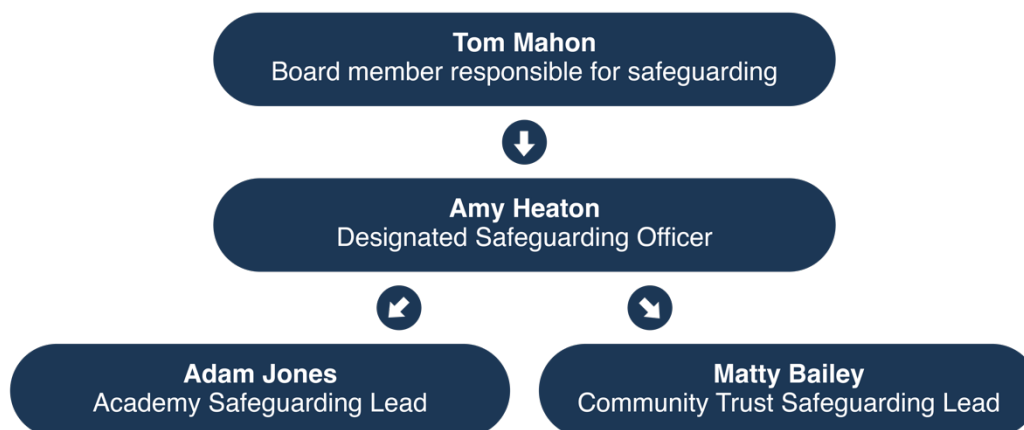 Tom Mahon
Board member responsible for safeguarding
Amy Heaton
Designated Safeguarding Officer
Adam Jones
Academy Safeguarding Lead
Matty Bailey
Community Trust Safeguarding Lead